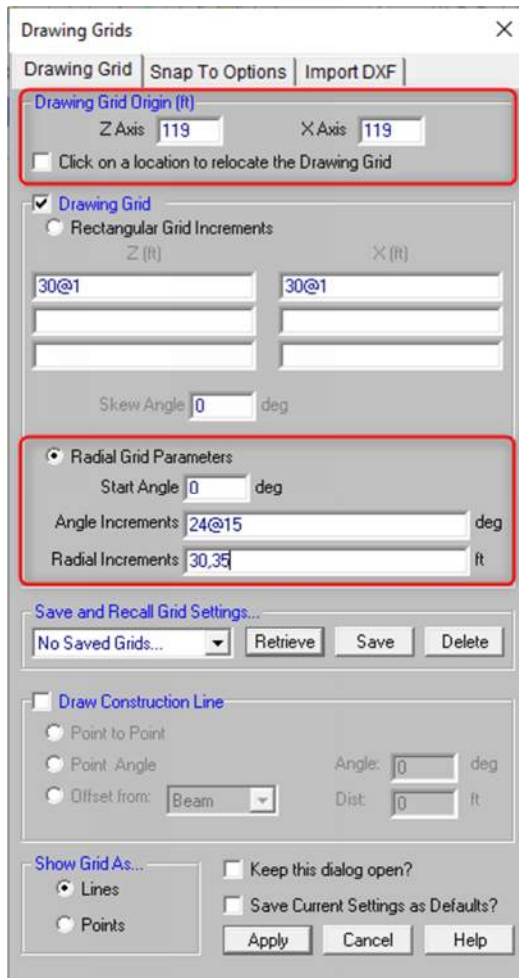 Drawing Grids
Drawing Grid Snap To Options Import DXF
Drawing Grid Origin (ft)
Z Axis 119 X Axis 119
Click on a location to relocate the Drawing Grid
Drawing Grid
Rectangular Grid Increments
Z (ft) X (ft)
30@1 30@1
Skew Angle 0 deg
Radial Grid Parameters
Start Angle 0 deg
Angle Increments 24@15 deg
Radial Increments 30,35 ft
Save and Recall Grid Settings...
No Saved Grids... Retrieve Save Delete
Draw Construction Line
Point to Point
Point Angle Angle: 0 deg
Offset from: Beam Dist: 0 ft
Show Grid As... Keep this dialog open?
Lines
Save Current Settings as Defaults?
Points
Apply Cancel Help